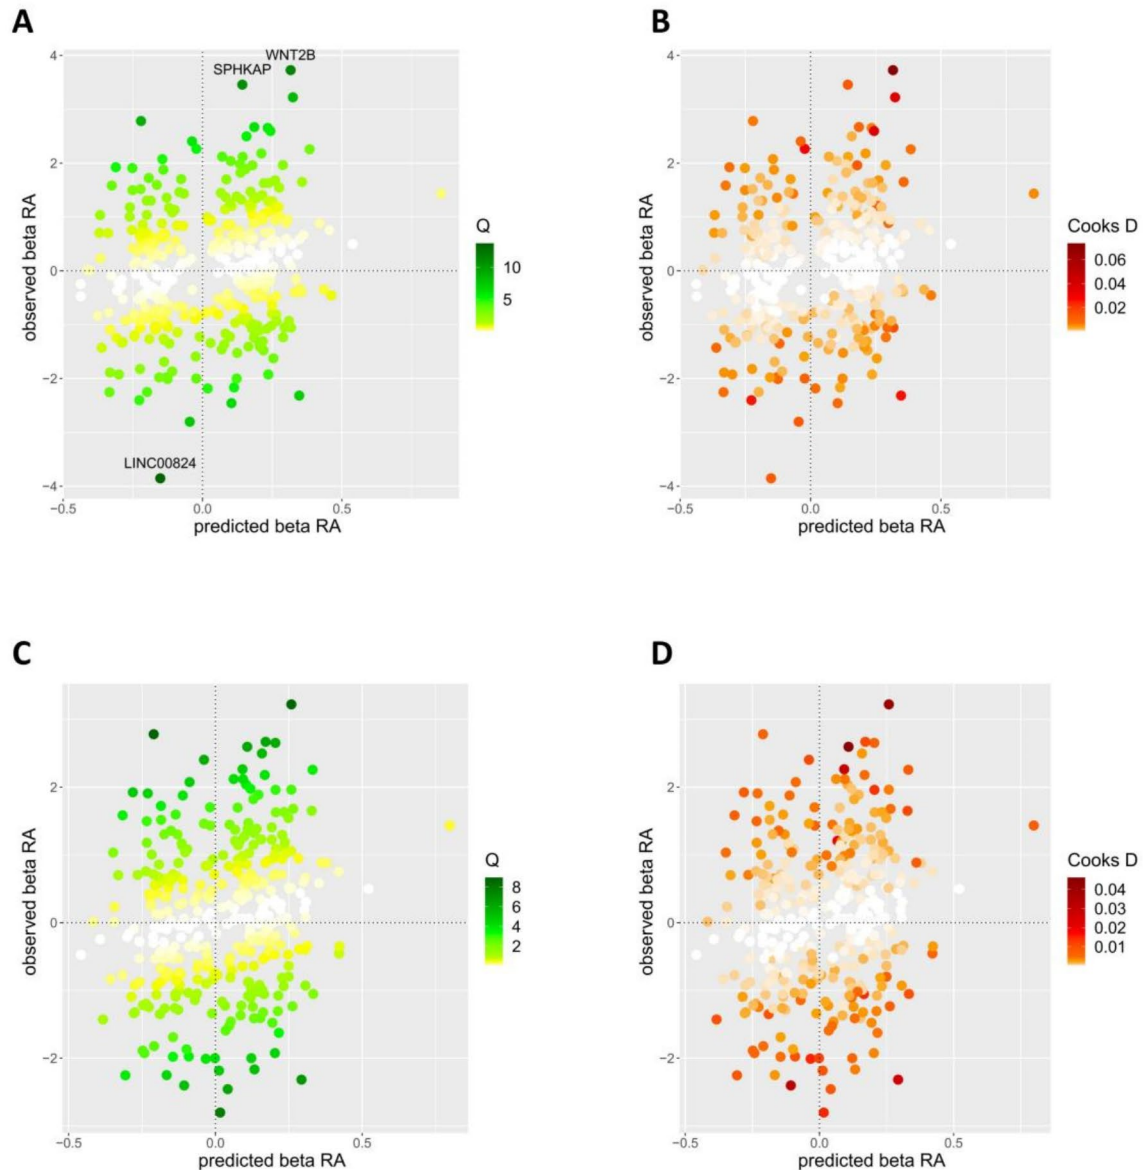 A
WNT2B
SPHKAP
LINC00824
4
2
0
−2
−4
−0.5
0.0
0.5
observed beta RA
predicted beta RA
Q
10
5
B
4
2
0
−2
−4
−0.5
0.0
0.5
observed beta RA
predicted beta RA
Cooks D
0.06
0.04
0.02
C
2
0
−2
−0.5
0.0
0.5
observed beta RA
predicted beta RA
Q
8
6
4
2
D
2
0
−2
−0.5
0.0
0.5
observed beta RA
predicted beta RA
Cooks D
0.04
0.03
0.02
0.01